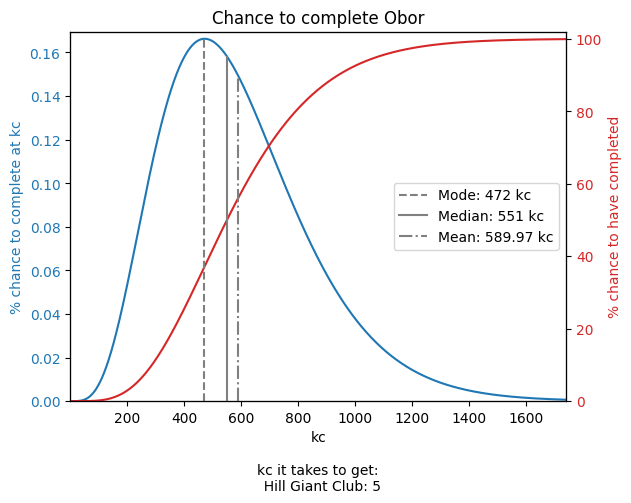 Chance to complete Obor
% chance to complete at kc
0.16
0.14
0.12
0.10
0.08
0.06
0.04
0.02
0.00
100
80
60
40
20
0
% chance to have completed
Mode: 472 kc
Median: 551 kc
Mean: 589.97 kc
200 400 600 800 1000 1200 1400 1600
kc
kc it takes to get:
Hill Giant Club: 5